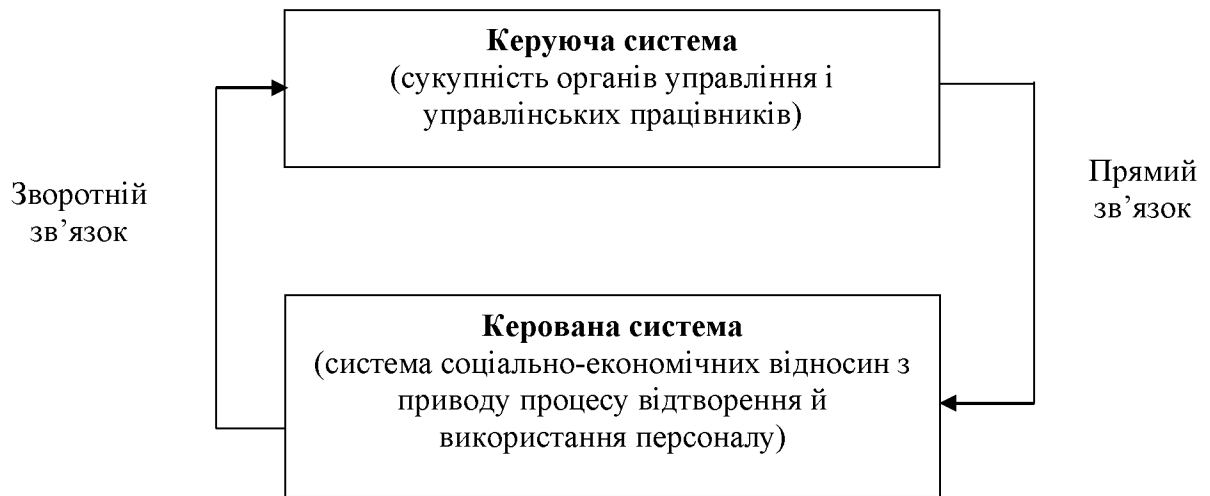 Керуюча система
(сукупність органів управління і
управлінських працівників)
Зворотній
зв’язок
Прямий
зв’язок
Керована система
(система соціально-економічних відносин з
приводу процесу відтворення й
використання персоналу)